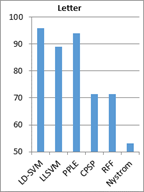 Letter
100
90
80
70
60
50
LD-SVM
LLSVM
PPLE
CPSP
RFF
Nystrom